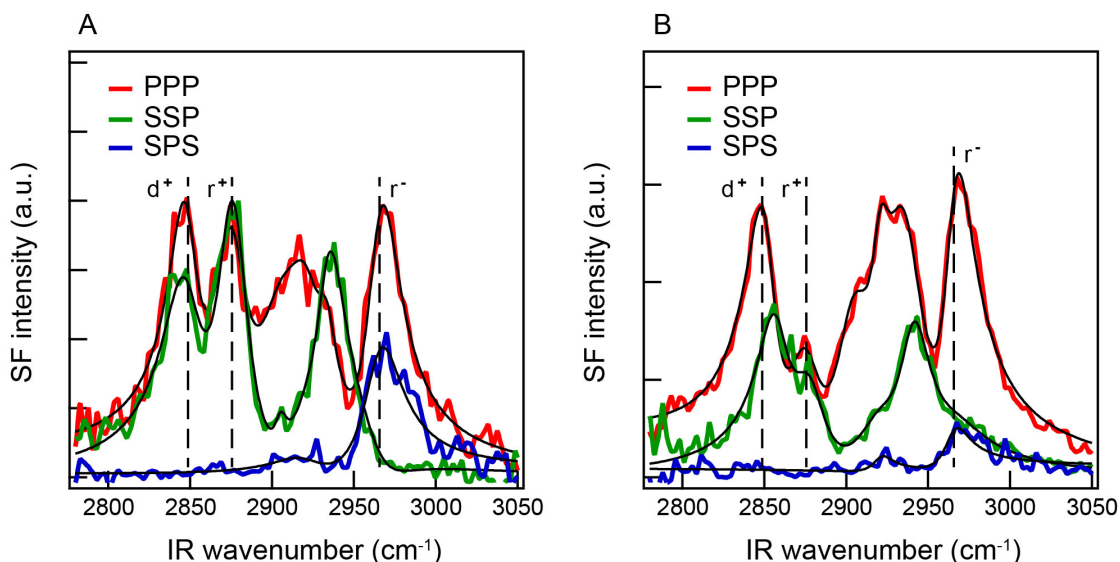 A
PPP
SSP
SPS
d+ r+ r-
SF intensity (a.u.)
2800 2850 2900 2950 3000 3050
IR wavenumber (cm-1)
B
PPP
SSP
SPS
d+ r+ r-
SF intensity (a.u.)
2800 2850 2900 2950 3000 3050
IR wavenumber (cm-1)